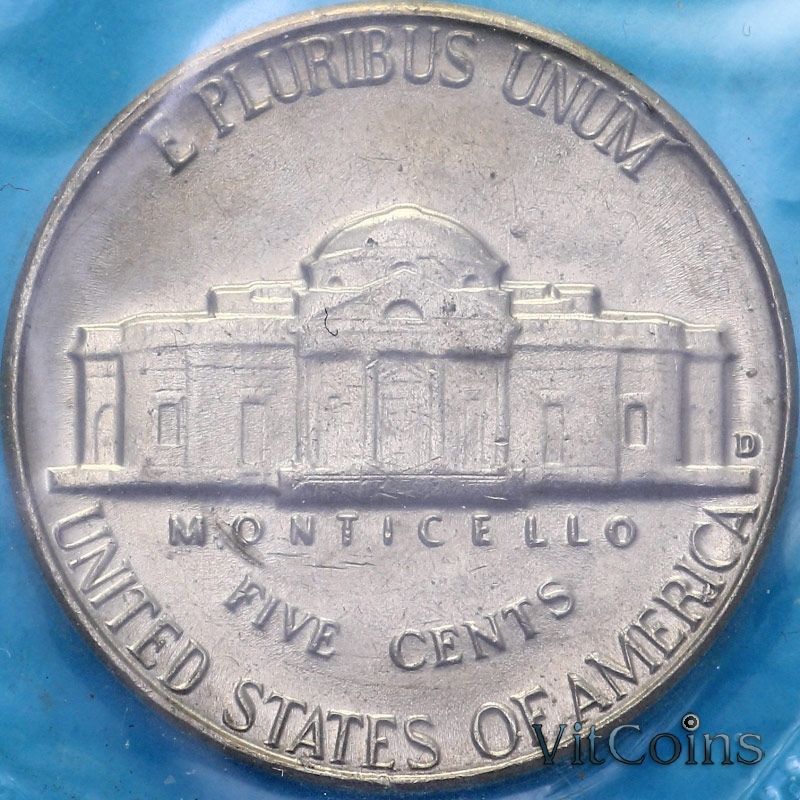 E PLURIBUS UNUM
D
MONTICELLO
FIVE CENTS
UNITED STATES OF AMERICA
VitCoins